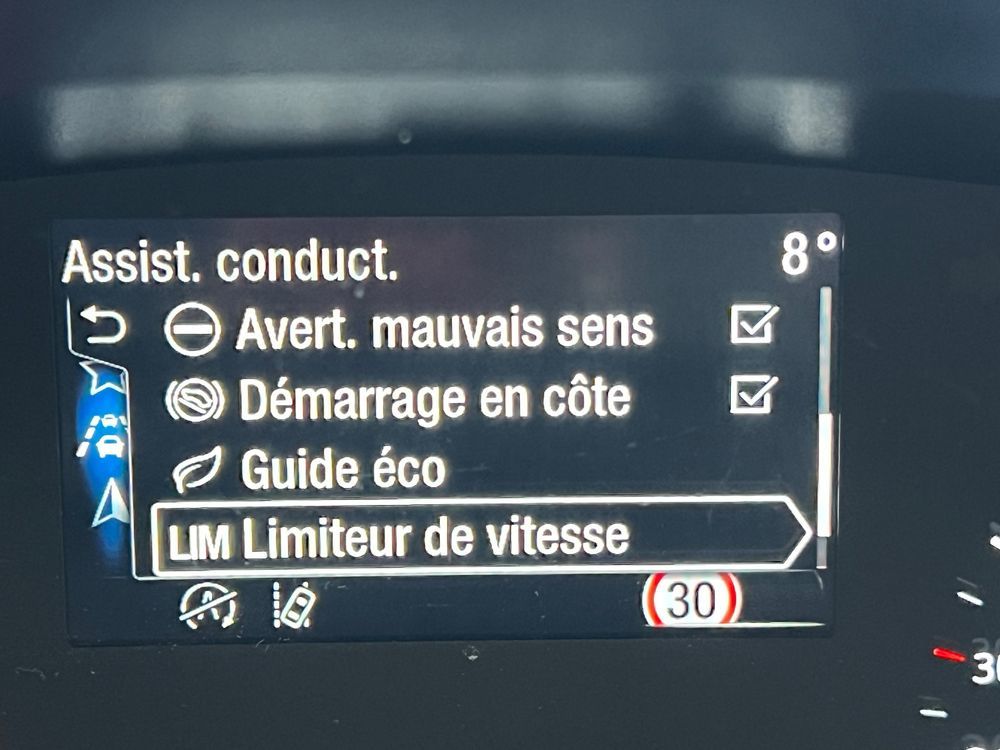 Assist. conduct. 8°
Avert. mauvais sens
Démarrage en côte
Guide éco
LIM Limiteur de vitesse
A
30